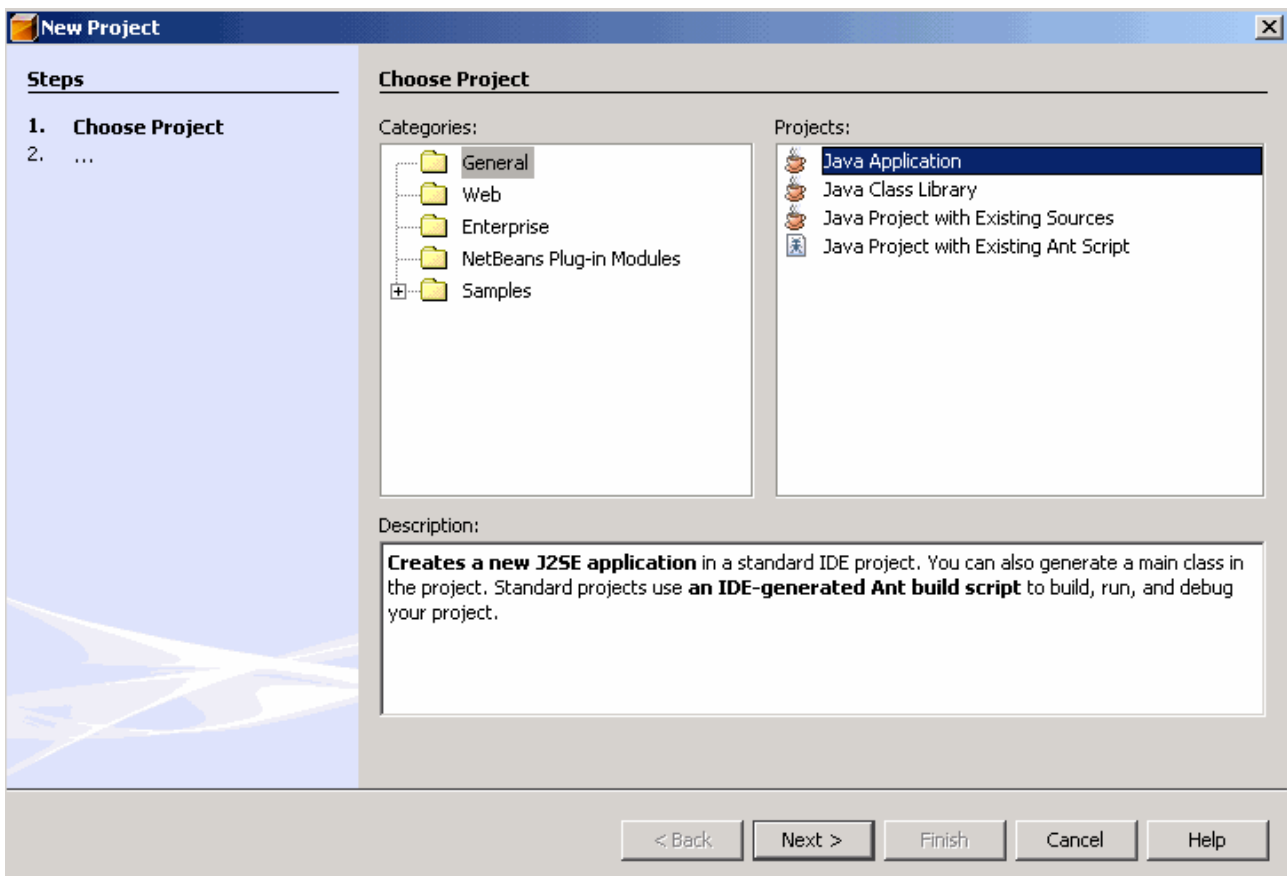 New Project
Steps
1. Choose Project
2. ...
Choose Project
Categories:
General
Web
Enterprise
NetBeans Plug-in Modules
Samples
Projects:
Java Application
Java Class Library
Java Project with Existing Sources
Java Project with Existing Ant Script
Description:
Creates a new J2SE application in a standard IDE project. You can also generate a main class in
the project. Standard projects use an IDE-generated Ant build script to build, run, and debug
your project.
< Back
Next >
Finish
Cancel
Help